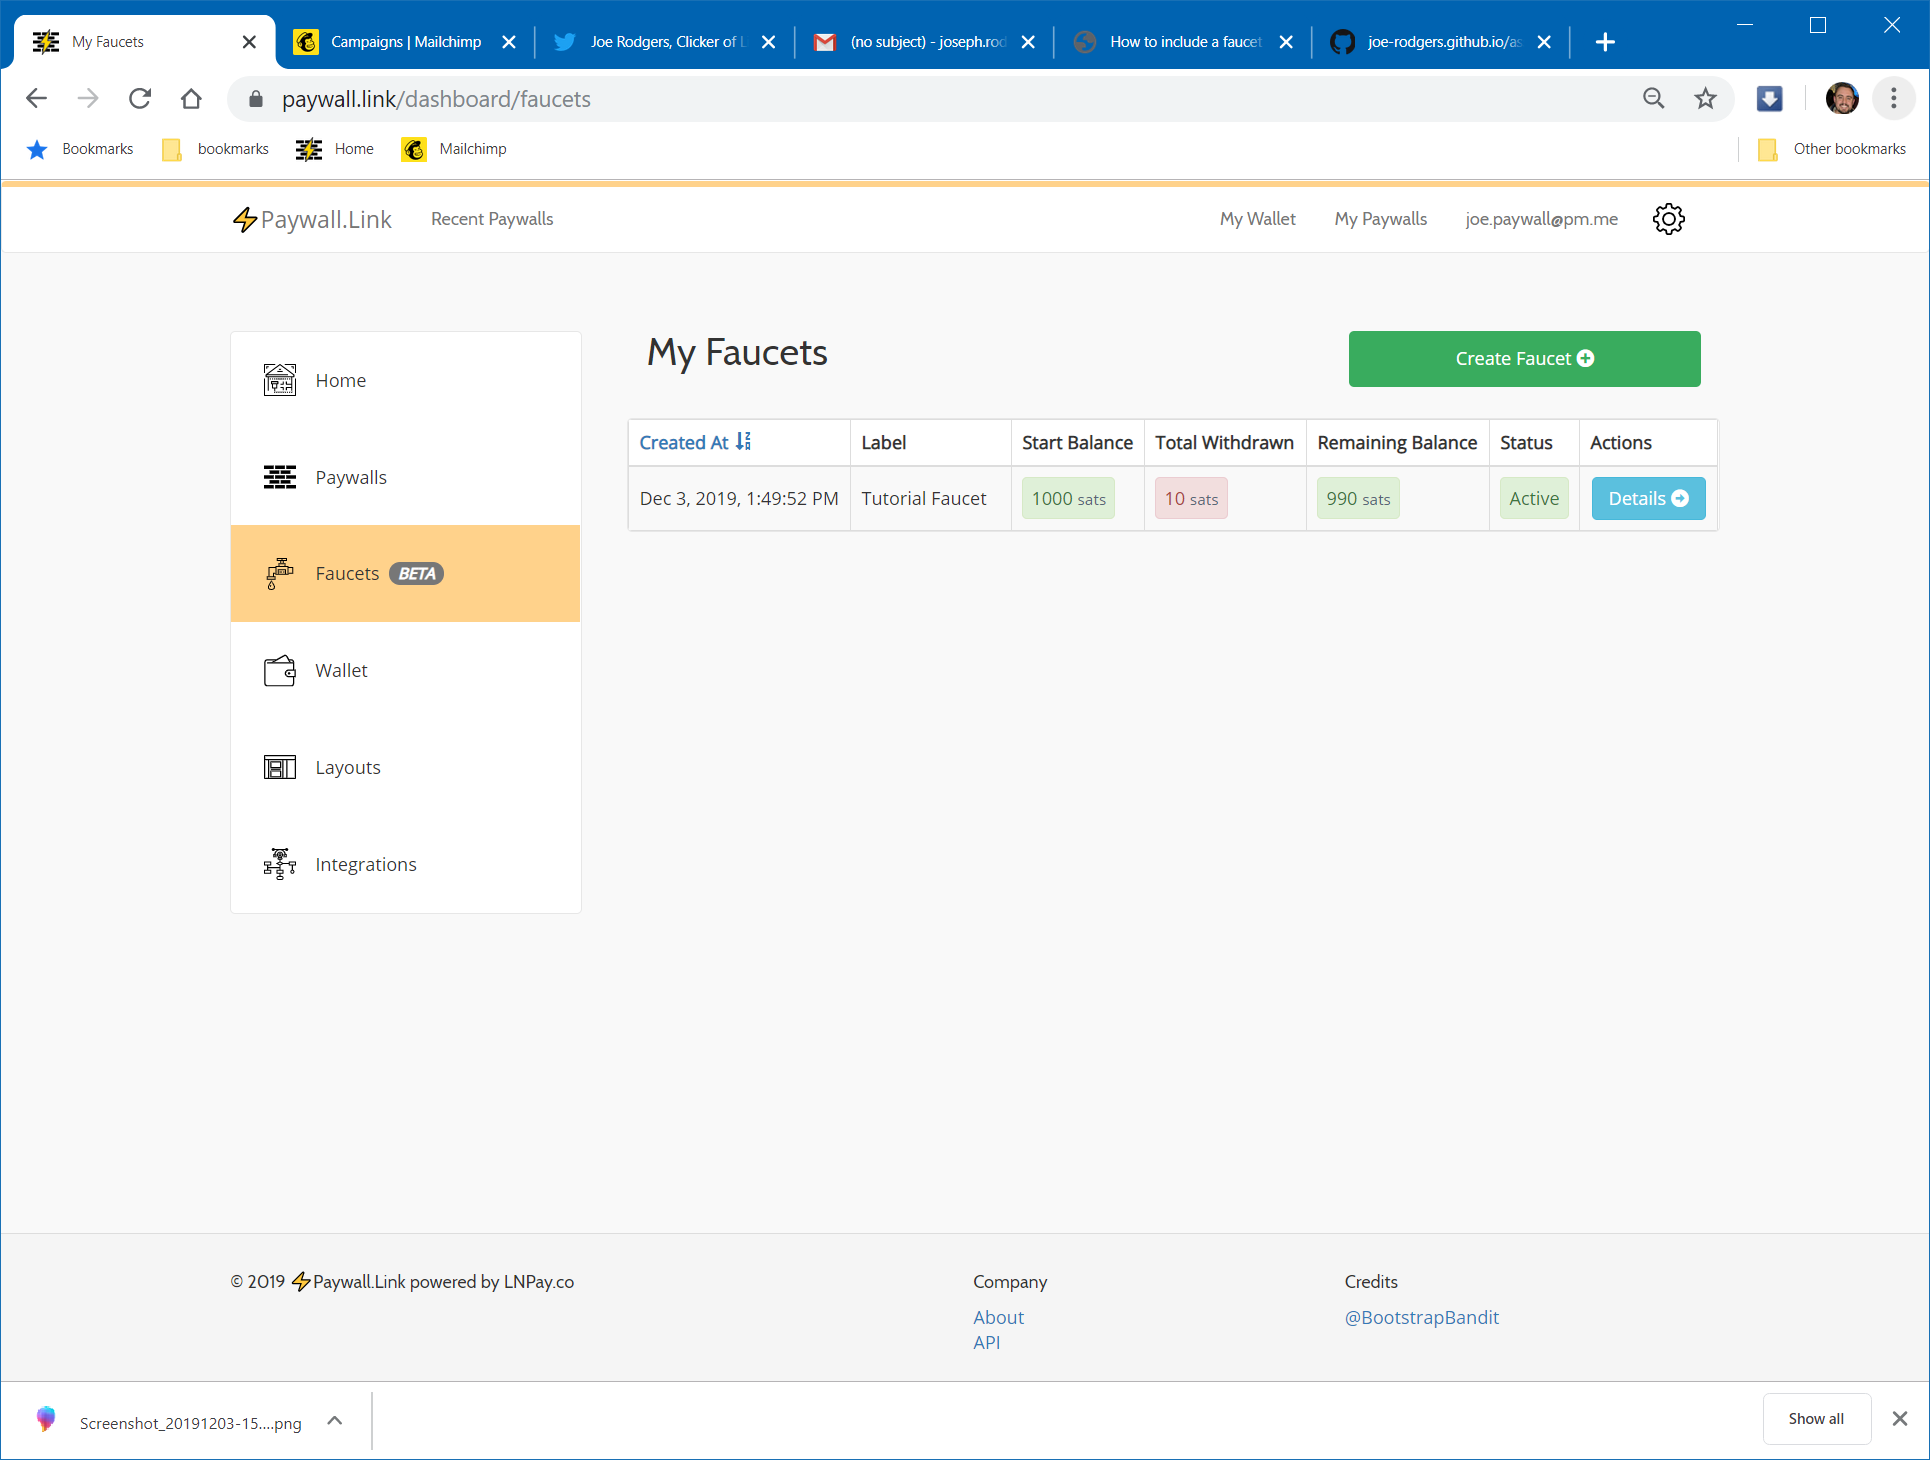 My Faucets
Campaigns | Mailchimp
Joe Rodgers, Clicker of L
(no subject) - joseph.rod
How to include a faucet
joe-rodgers.github.io/as
paywall.link/dashboard/faucets
Bookmarks
bookmarks
Home
Mailchimp
Other bookmarks
Paywall.Link
Recent Paywalls
My Wallet
My Paywalls
joe.paywall@pm.me
Home
Paywalls
Faucets BETA
Wallet
Layouts
Integrations
My Faucets
Create Faucet
Created At Label Start Balance Total Withdrawn Remaining Balance Status Actions
Dec 3, 2019, 1:49:52 PM Tutorial Faucet 1000 sats 10 sats 990 sats Active Details
© 2019 Paywall.Link powered by LNPay.co
Company
About
API
Credits
@BootstrapBandit
Screenshot_20191203-15....png
Show all